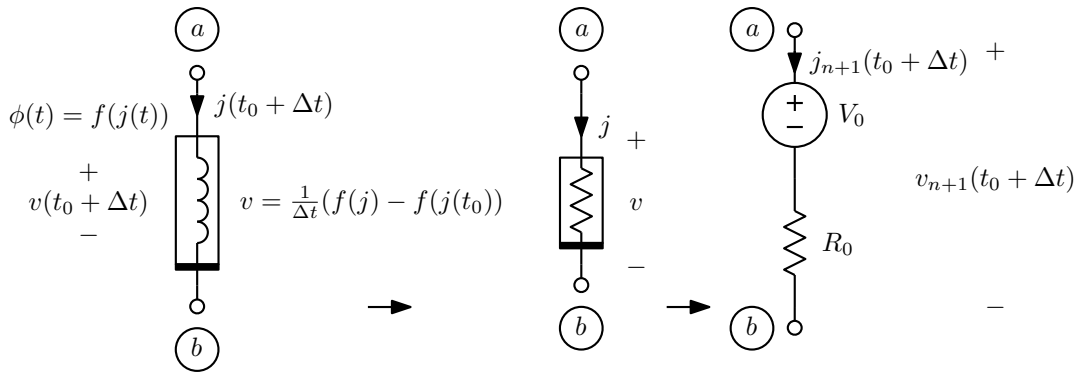 a
ϕ(t) = f(j(t))
j(t₀ + Δt)
+
v(t₀ + Δt)
−
v = 1/Δt (f(j) − f(j(t₀))
b
a
j
+
v
−
b
a
jₙ₊₁(t₀ + Δt)
+
+
−
V₀
vₙ₊₁(t₀ + Δt)
R₀
−
b